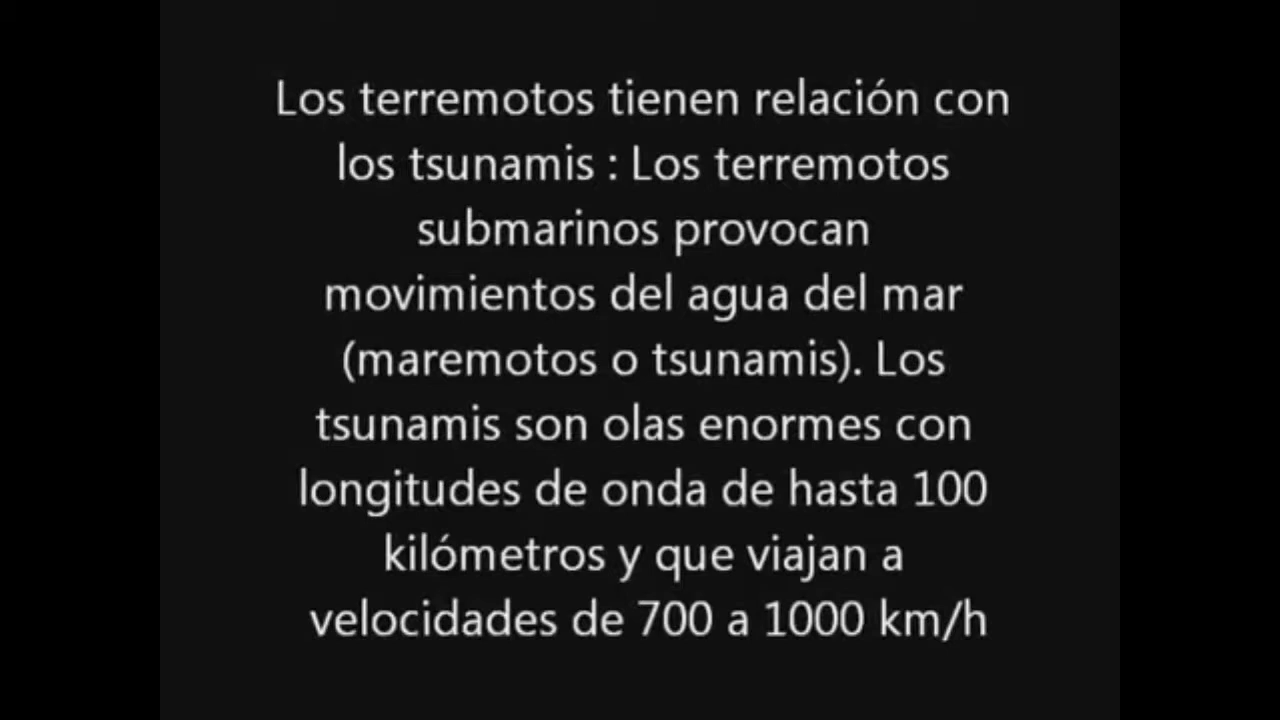 Los terremotos tienen relación con
los tsunamis : Los terremotos
submarinos provocan
movimientos del agua del mar
(maremotos o tsunamis). Los
tsunamis son olas enormes con
longitudes de onda de hasta 100
kilómetros y que viajan a
velocidades de 700 a 1000 km/h